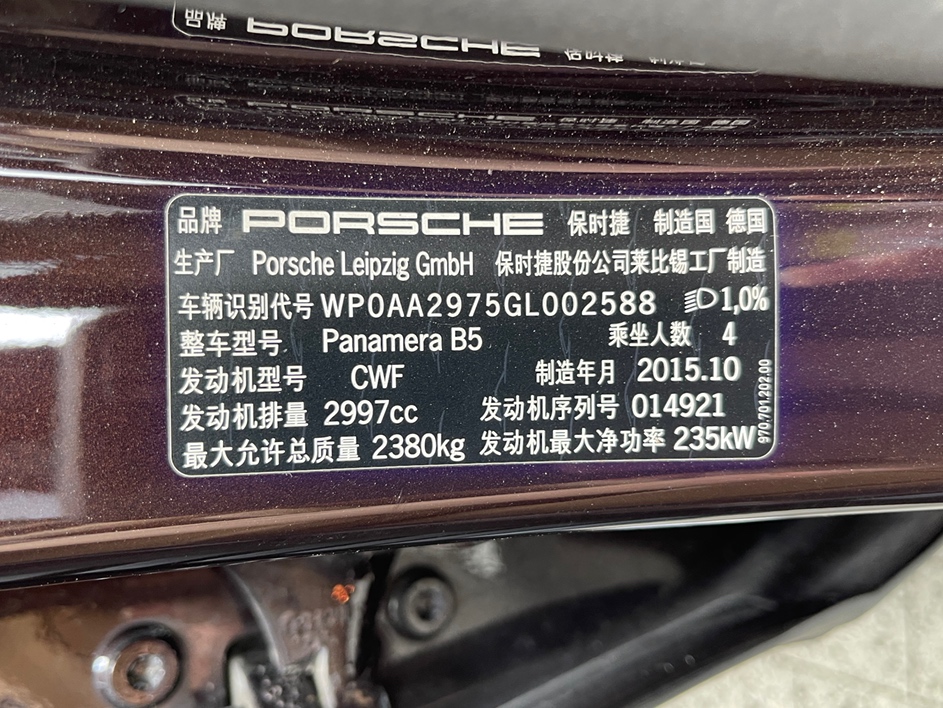 品牌 PORSCHE 保时捷 制造国 德国
生产厂 Porsche Leipzig GmbH 保时捷股份公司莱比锡工厂制造
车辆识别代号 WP0AA2975GL002588 1,0%
整车型号 Panamera B5 乘坐人数 4
发动机型号 CWF 制造年月 2015.10
发动机排量 2997cc 发动机序列号 014921
最大允许总质量 2380kg 发动机最大净功率 235kW
970.701.202.00